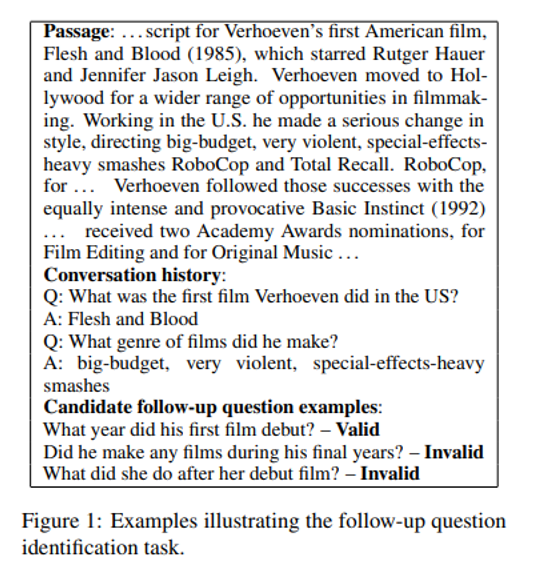 Passage: ...script for Verhoeven's first American film,
Flesh and Blood (1985), which starred Rutger Hauer
and Jennifer Jason Leigh. Verhoeven moved to Hol-
lywood for a wider range of opportunities in filmmak-
ing. Working in the U.S. he made a serious change in
style, directing big-budget, very violent, special-effects-
heavy smashes RoboCop and Total Recall. RoboCop,
for ... Verhoeven followed those successes with the
equally intense and provocative Basic Instinct (1992)
... received two Academy Awards nominations, for
Film Editing and for Original Music ...
Conversation history:
Q: What was the first film Verhoeven did in the US?
A: Flesh and Blood
Q: What genre of films did he make?
A: big-budget, very violent, special-effects-heavy
smashes
Candidate follow-up question examples:
What year did his first film debut? – Valid
Did he make any films during his final years? – Invalid
What did she do after her debut film? – Invalid
Figure 1: Examples illustrating the follow-up question
identification task.